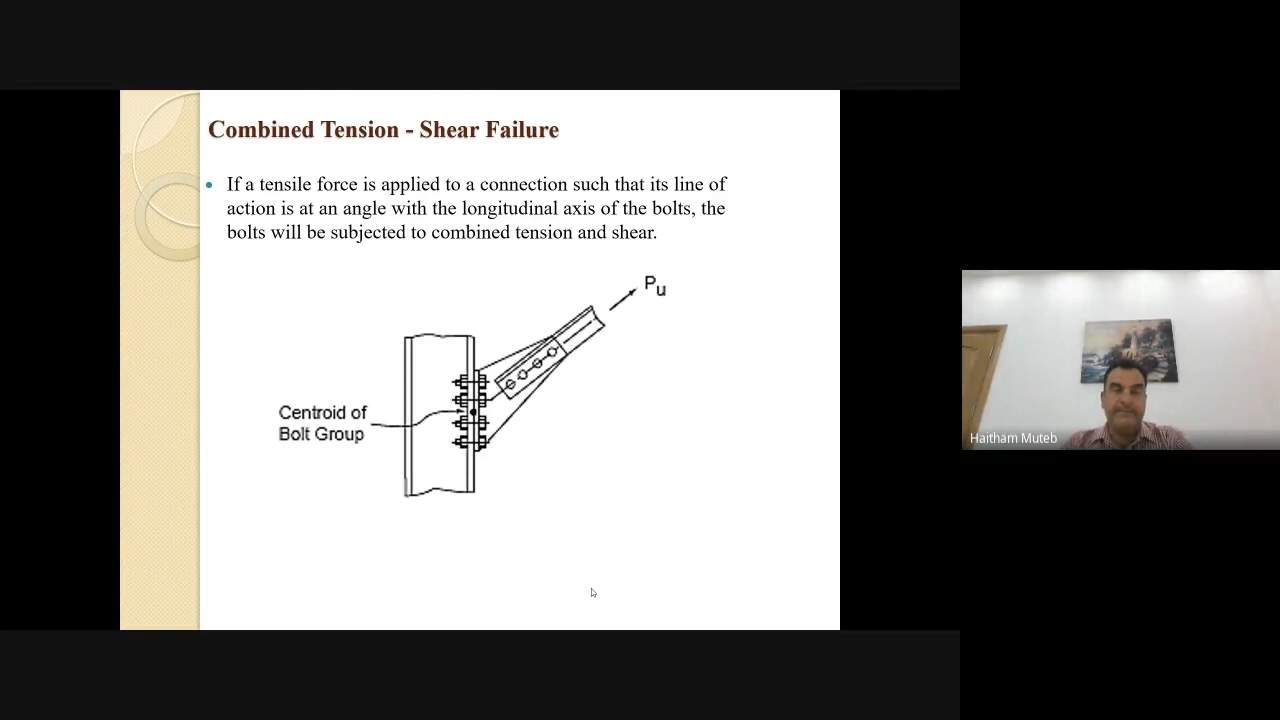 Combined Tension - Shear Failure
If a tensile force is applied to a connection such that its line of
action is at an angle with the longitudinal axis of the bolts, the
bolts will be subjected to combined tension and shear.
Pu
Centroid of
Bolt Group
Haitham Muteb